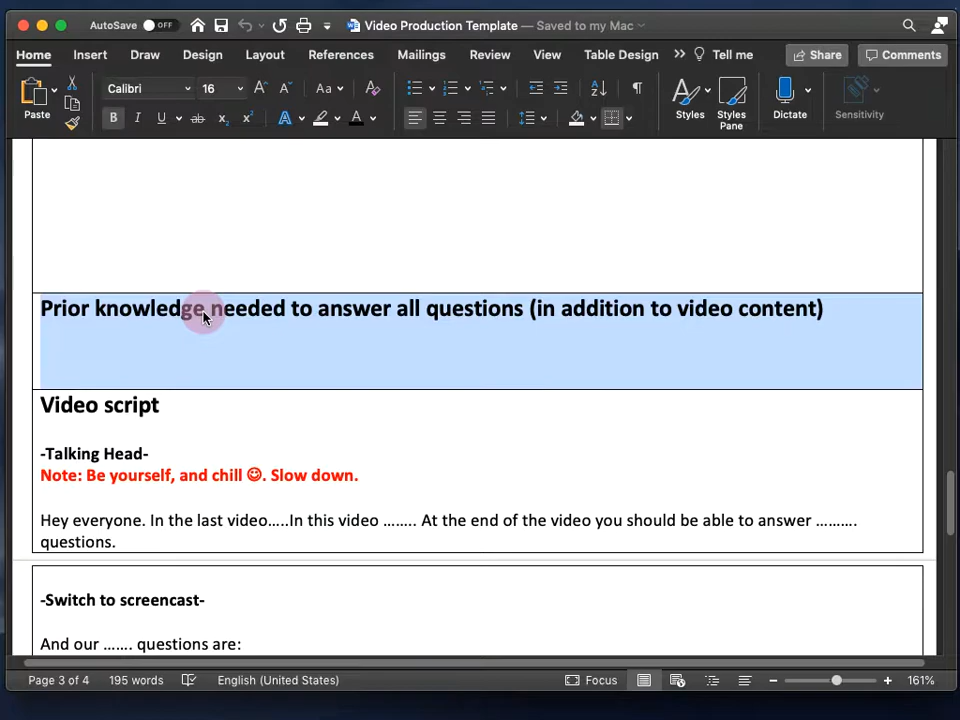 AutoSave OFF Video Production Template — Saved to my Mac
Home Insert Draw Design Layout References Mailings Review View Table Design Tell me Share Comments
Paste Calibri 16 Aa Styles Styles Pane Dictate Sensitivity
Prior knowledge needed to answer all questions (in addition to video content)
Video script
-Talking Head-
Note: Be yourself, and chill ☺. Slow down.
Hey everyone. In the last video…..In this video …….. At the end of the video you should be able to answer ……….
questions.
-Switch to screencast-
And our ……. questions are:
Page 3 of 4 195 words English (United States) Focus 161%